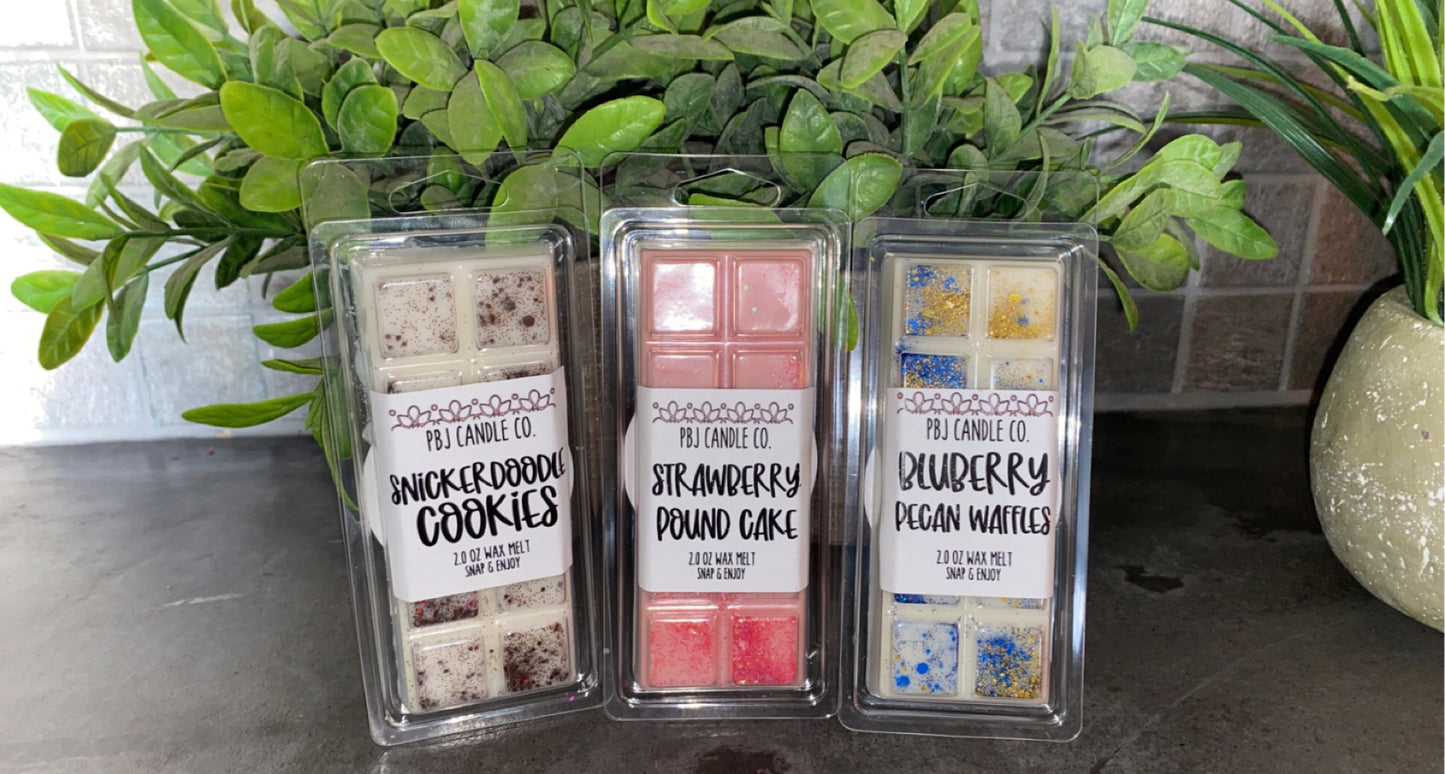 PBJ CANDLE CO.
SNICKERDOODLE
COOKIES
2.0 OZ WAX MELT
SNAP & ENJOY
PBJ CANDLE CO.
STRAWBERRY
POUND CAKE
2.0 OZ WAX MELT
SNAP & ENJOY
PBJ CANDLE CO.
BLUBERRY
PECAN WAFFLES
2.0 OZ WAX MELT
SNAP & ENJOY